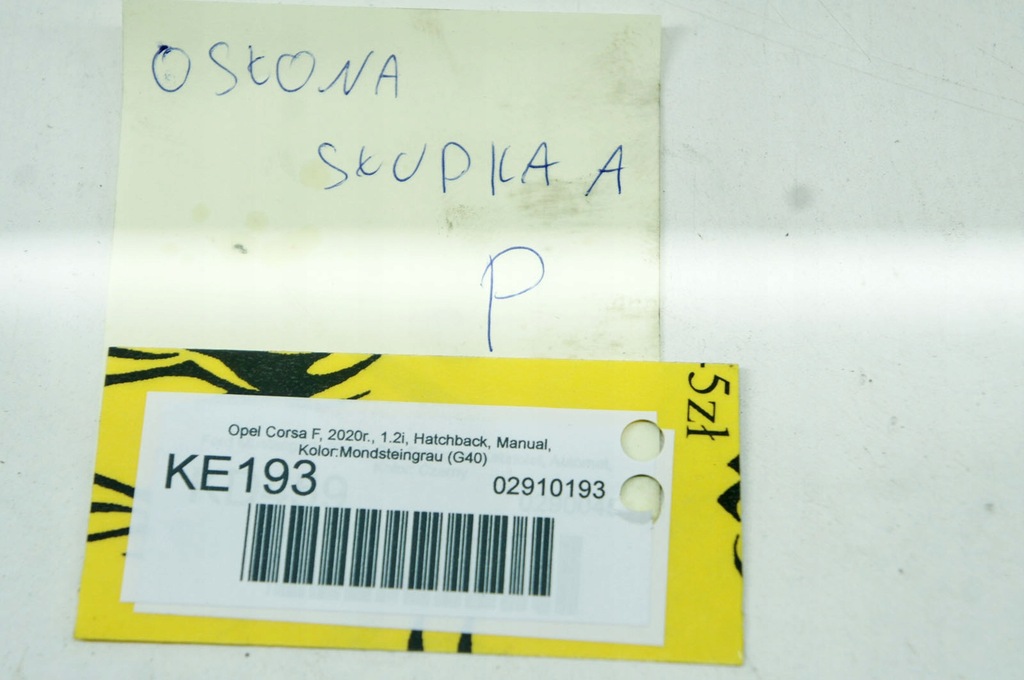 OSŁONA
SŁUPKA A
P
5zł
Opel Corsa F, 2020r., 1.2i, Hatchback, Manual,
Kolor:Mondsteingrau (G40)
KE193
02910193